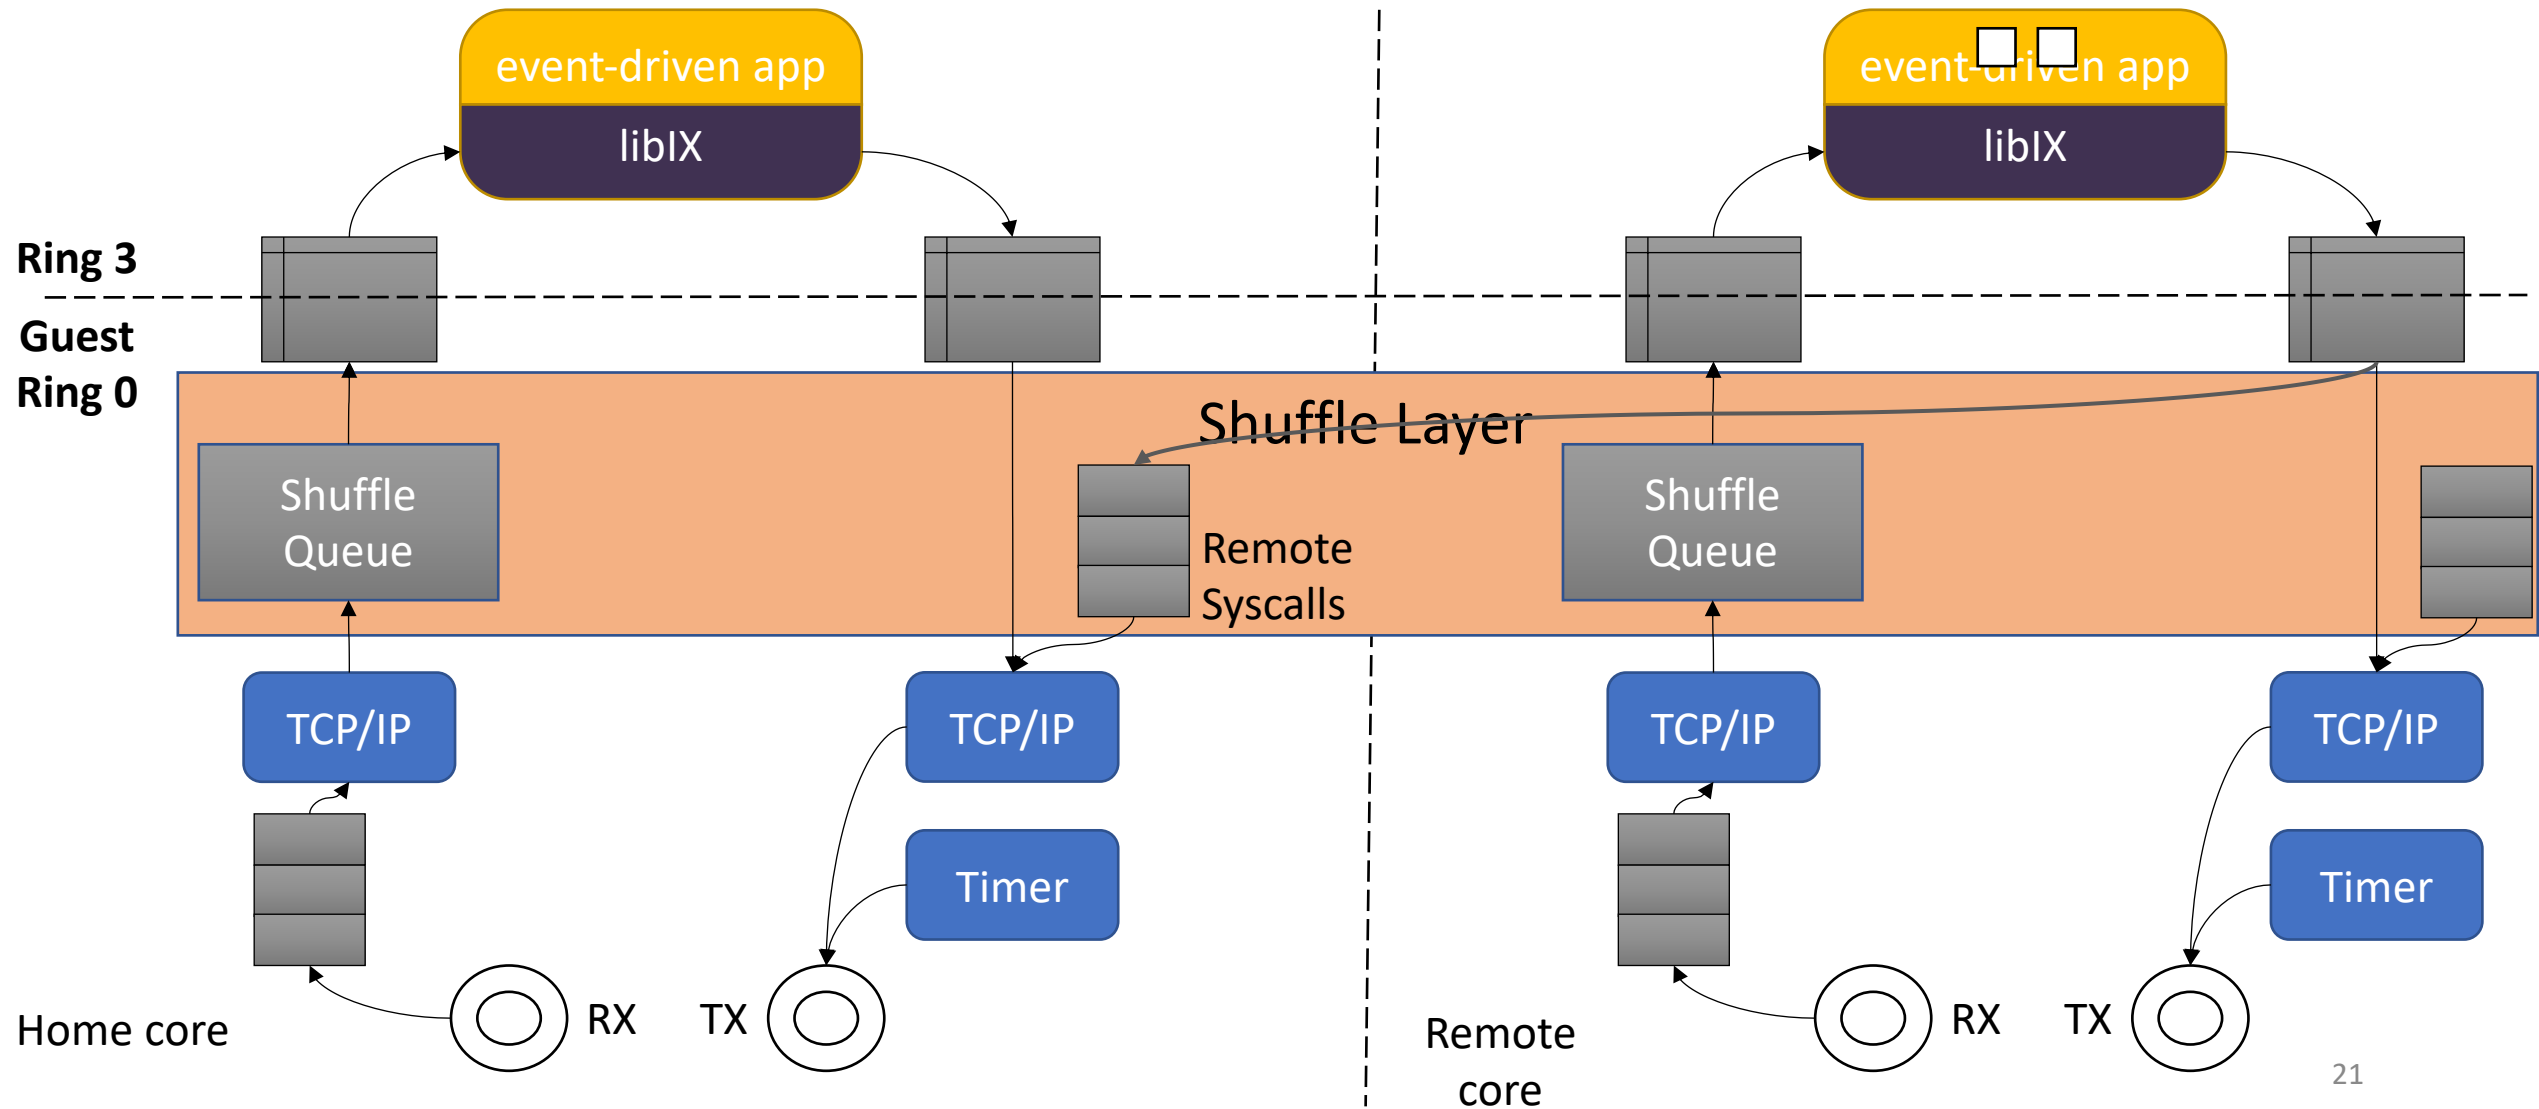 event-driven app
libIX
event-driven app
libIX
Ring 3
Guest
Ring 0
Shuffle Layer
Shuffle
Queue
Remote
Syscalls
Shuffle
Queue
TCP/IP
TCP/IP
TCP/IP
TCP/IP
Timer
Timer
Home core
RX
TX
Remote
core
RX
TX
21